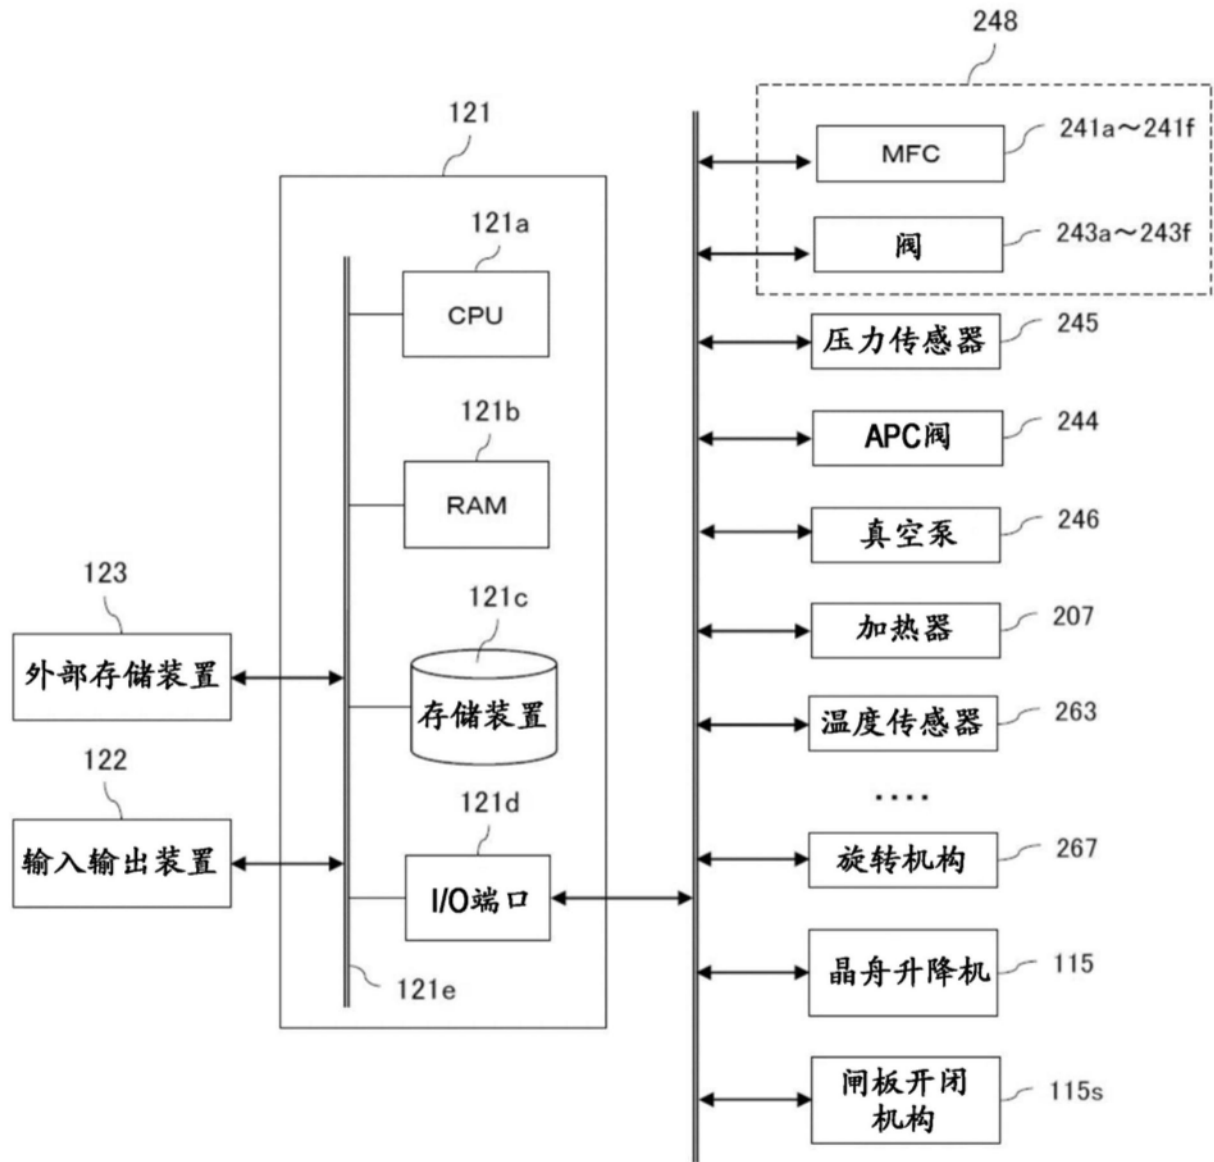 248
121
241a～241f
MFC
121a
243a～243f
阀
CPU
245
压力传感器
121b
244
APC阀
RAM
246
真空泵
123
121c
207
加热器
外部存储装置
存储装置
263
温度传感器
122
121d
····
输入输出装置
267
旋转机构
I/O端口
121e
115
晶舟升降机
闸板开闭
机构
115s